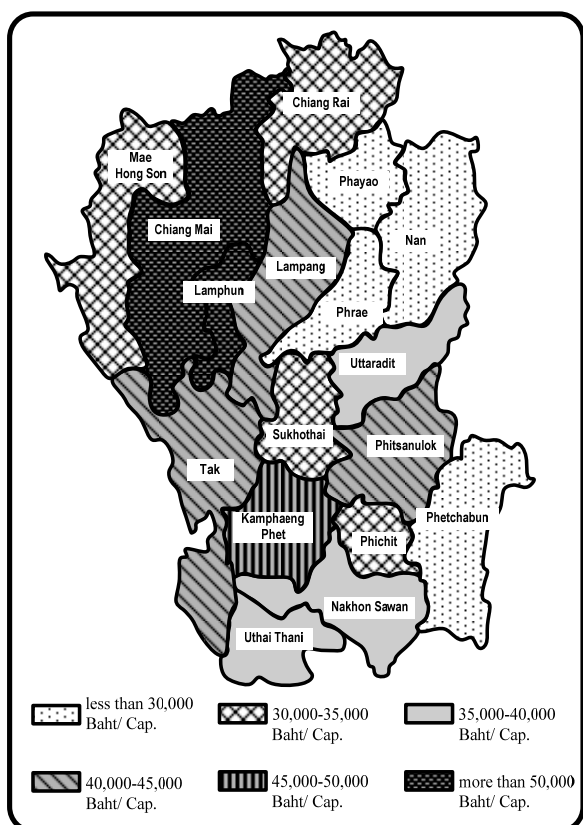 Chiang Rai
Mae
Hong Son
Phayao
Chiang Mai
Nan
Lampang
Lamphun
Phrae
Uttaradit
Sukhothai
Phitsanulok
Tak
Phetchabun
Kamphaeng
Phet
Phichit
Nakhon Sawan
Uthai Thani
less than 30,000
Baht/ Cap.
30,000-35,000
Baht/ Cap.
35,000-40,000
Baht/ Cap.
40,000-45,000
Baht/ Cap.
45,000-50,000
Baht/ Cap.
more than 50,000
Baht/ Cap.